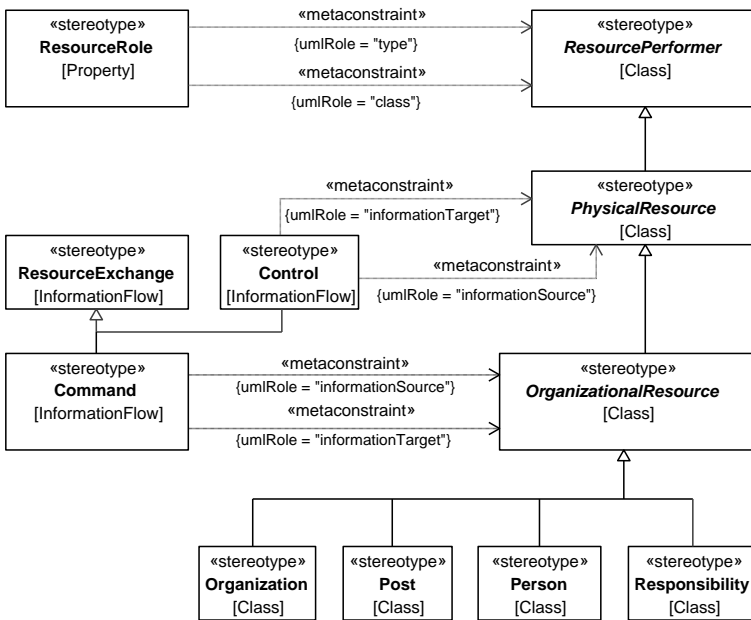 «stereotype»
ResourceRole
[Property]
«metaconstraint»
{umlRole = "type"}
«metaconstraint»
{umlRole = "class"}
«stereotype»
ResourcePerformer
[Class]
«metaconstraint»
{umlRole = "informationTarget"}
«stereotype»
PhysicalResource
[Class]
«stereotype»
ResourceExchange
[InformationFlow]
«stereotype»
Control
[InformationFlow]
«metaconstraint»
{umlRole = "informationSource"}
«stereotype»
Command
[InformationFlow]
«metaconstraint»
{umlRole = "informationSource"}
«metaconstraint»
{umlRole = "informationTarget"}
«stereotype»
OrganizationalResource
[Class]
«stereotype»
Organization
[Class]
«stereotype»
Post
[Class]
«stereotype»
Person
[Class]
«stereotype»
Responsibility
[Class]